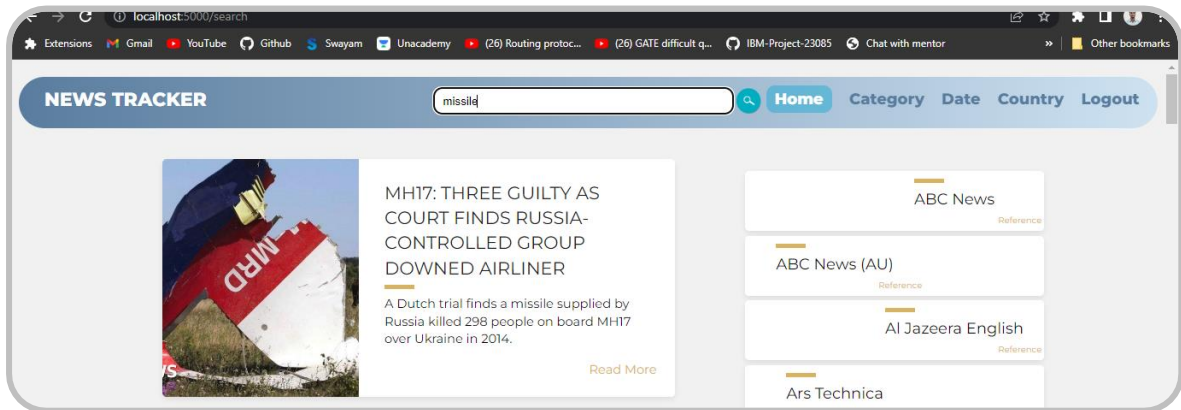 localhost:5000/search
Extensions Gmail YouTube Github Swayam Unacademy (26) Routing protoc... (26) GATE difficult q... IBM-Project-23085 Chat with mentor » Other bookmarks
NEWS TRACKER missile Home Category Date Country Logout
MH17: THREE GUILTY AS
COURT FINDS RUSSIA-
CONTROLLED GROUP
DOWNED AIRLINER
A Dutch trial finds a missile supplied by
Russia killed 298 people on board MH17
over Ukraine in 2014.
Read More
MRD
ABC News
Reference
ABC News (AU)
Reference
Al Jazeera English
Reference
Ars Technica